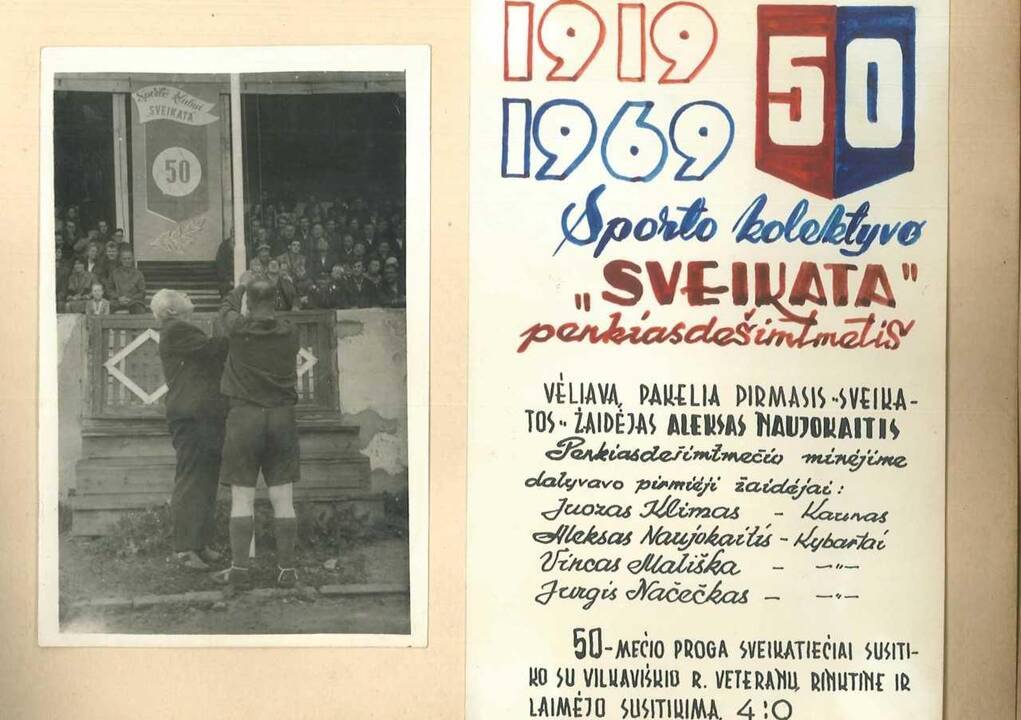 Sporto klubui
"SVEIKATA"
50
1919
1969
50
Sporto kolektyvo
"SVEIKATA"
penkiasdešimtmetis
VĖLIAVĄ PAKELIA PIRMASIS „SVEIKA-
TOS“ ŽAIDĖJAS ALEKSAS NAUJOKAITIS
Penkiasdešimtmečio minėjime
dalyvavo pirmieji žaidėjai:
Juozas Klimas - Kaunas
Aleksas Naujokaitis - Kybartai
Vincas Mališka - -"-
Jurgis Načečkas - -"-
50-MEČIO PROGA SVEIKATIEČIAI SUSITI-
KO SU VILKAVIŠKIO R. VETERANŲ RINKTINE IR
LAIMĖJO SUSITIKIMĄ 4:0